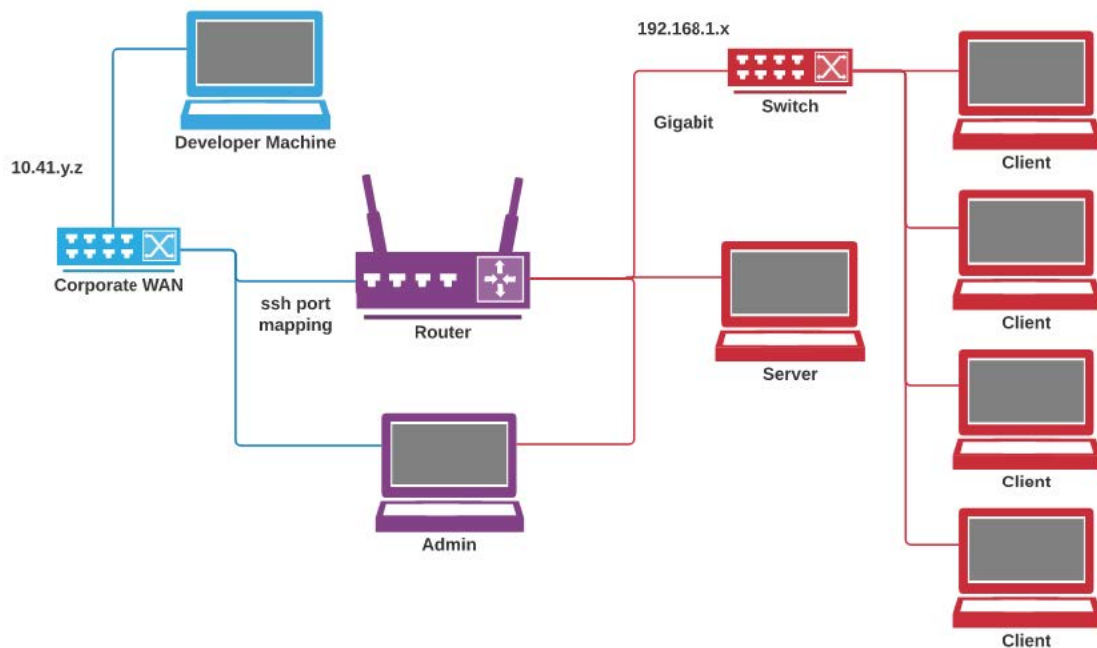 192.168.1.x
Switch
Gigabit
Developer Machine
10.41.y.z
Corporate WAN
ssh port
mapping
Router
Admin
Server
Client
Client
Client
Client